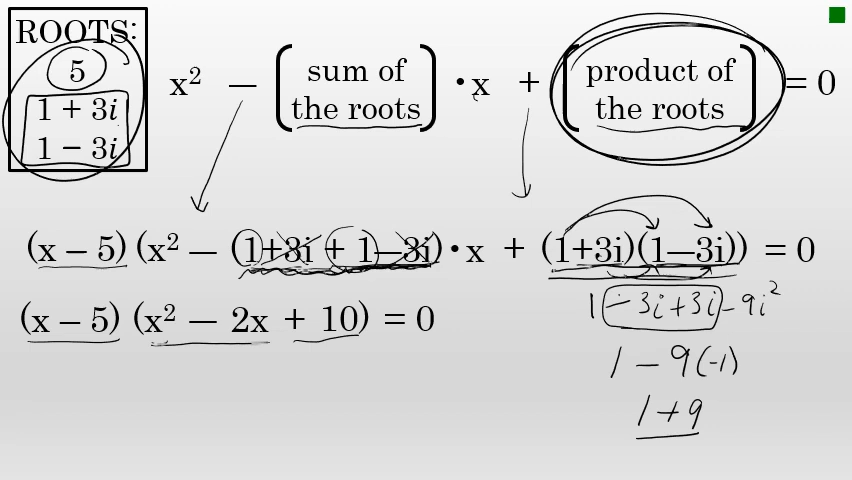 ROOTS:
5
1 + 3i
1 − 3i
x² − (sum of the roots) · x + (product of the roots) = 0
(x − 5) (x² − (1+3i + 1−3i) · x + (1+3i)(1−3i)) = 0
(x − 5) (x² − 2x + 10) = 0
1 − 3i + 3i − 9i²
1 − 9(-1)
1 + 9